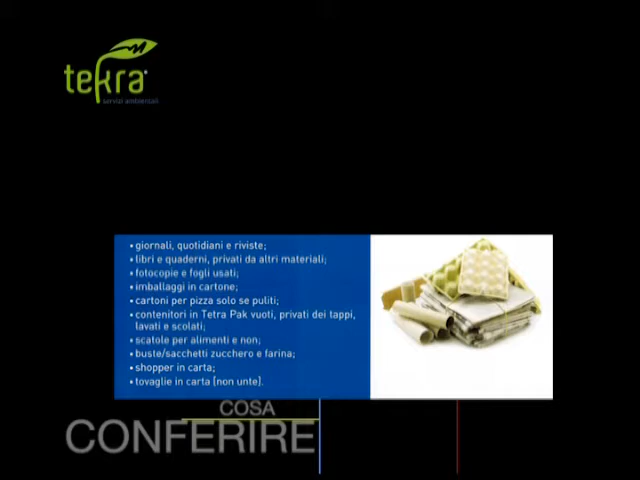 tekra
servizi ambientali
• giornali, quotidiani e riviste;
• libri e quaderni, privati da altri materiali;
• fotocopie e fogli usati;
• imballaggi in cartone;
• cartoni per pizza solo se puliti;
• contenitori in Tetra Pak vuoti, privati dei tappi,
lavati e scolati;
• scatole per alimenti e non;
• buste/sacchetti zucchero e farina;
• shopper in carta;
• tovaglie in carta (non unte).
COSA
CONFERIRE